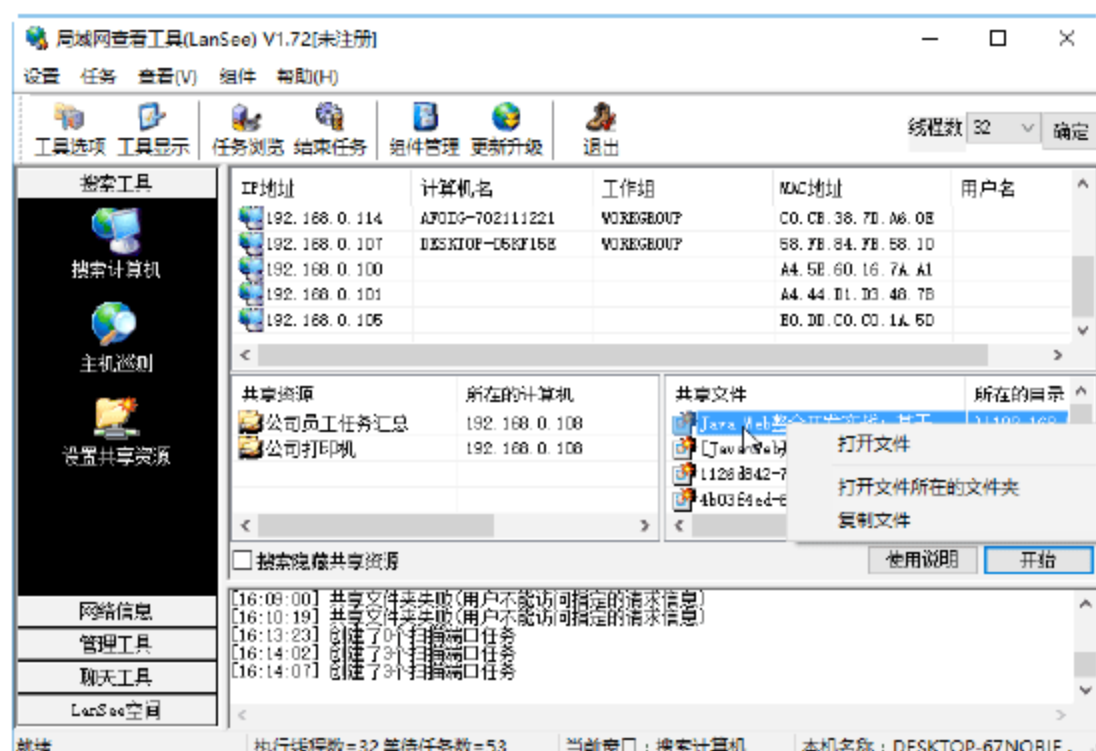 局域网查看工具(LanSee) V1.72[未注册]
设置 任务 查看(V) 组件 帮助(H)
工具选项 工具显示 任务浏览 结束任务 组件管理 更新升级 退出 线程数 32 确定
搜索工具
搜索计算机
主机巡测
设置共享资源
网络信息
管理工具
聊天工具
LanSee空间
IP地址 计算机名 工作组 MAC地址 用户名
192.168.0.114 AFOIG-702111221 WORKGROUP C0.CB.38.7D.A6.0E
192.168.0.107 DESKTOP-D5KF15E WORKGROUP 58.FB.84.FB.58.1D
192.168.0.100 A4.5E.60.16.7A.A1
192.168.0.101 A4.44.D1.D3.48.7B
192.168.0.105 E0.DD.C0.C0.1A.5D
共享资源 所在的计算机
公司员工任务汇总 192.168.0.108
公司打印机 192.168.0.108
共享文件 所在的目录
Java Web整合开发实战：基于
[JavaWeb
1126d842-7
4b03f4ed-
打开文件
打开文件所在的文件夹
复制文件
搜索隐藏共享资源 使用说明 开始
[16:09:00] 共享文件夹失败(用户不能访问指定的请求信息)
[16:10:19] 共享文件夹失败(用户不能访问指定的请求信息)
[16:13:23] 创建了0个扫描端口任务
[16:14:02] 创建了3个扫描端口任务
[16:14:07] 创建了3个扫描端口任务
就绪 执行线程数=32 等待任务数=53 当前窗口：搜索计算机 本机名称：DESKTOP-67NOBIE